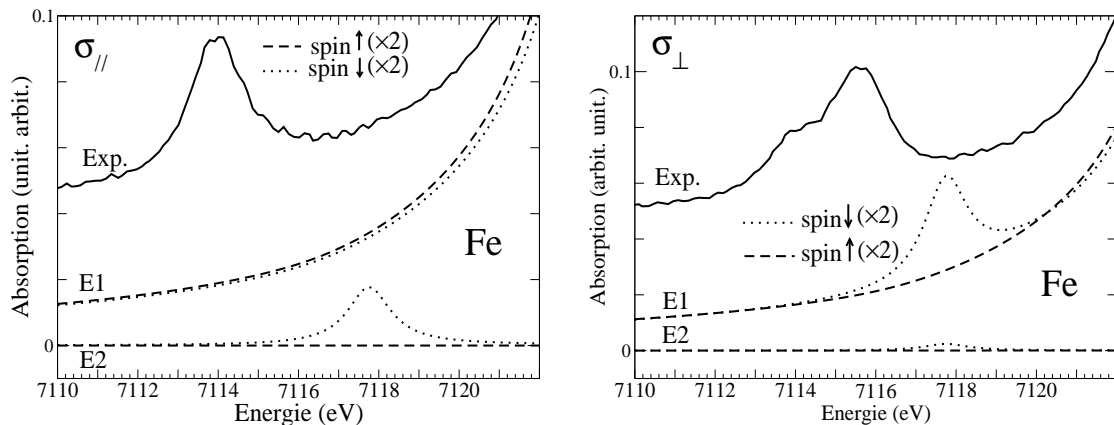 0.1
σ//
spin↑(×2)
spin↓(×2)
Exp.
Fe
E1
0
E2
7110 7112 7114 7116 7118 7120
Energie (eV)
Absorption (unit. arbit.)
σ⊥
0.1
Exp.
spin↓(×2)
spin↑(×2)
E1
Fe
E2
0
7110 7112 7114 7116 7118 7120
Energie (eV)
Absorption (arbit. unit.)